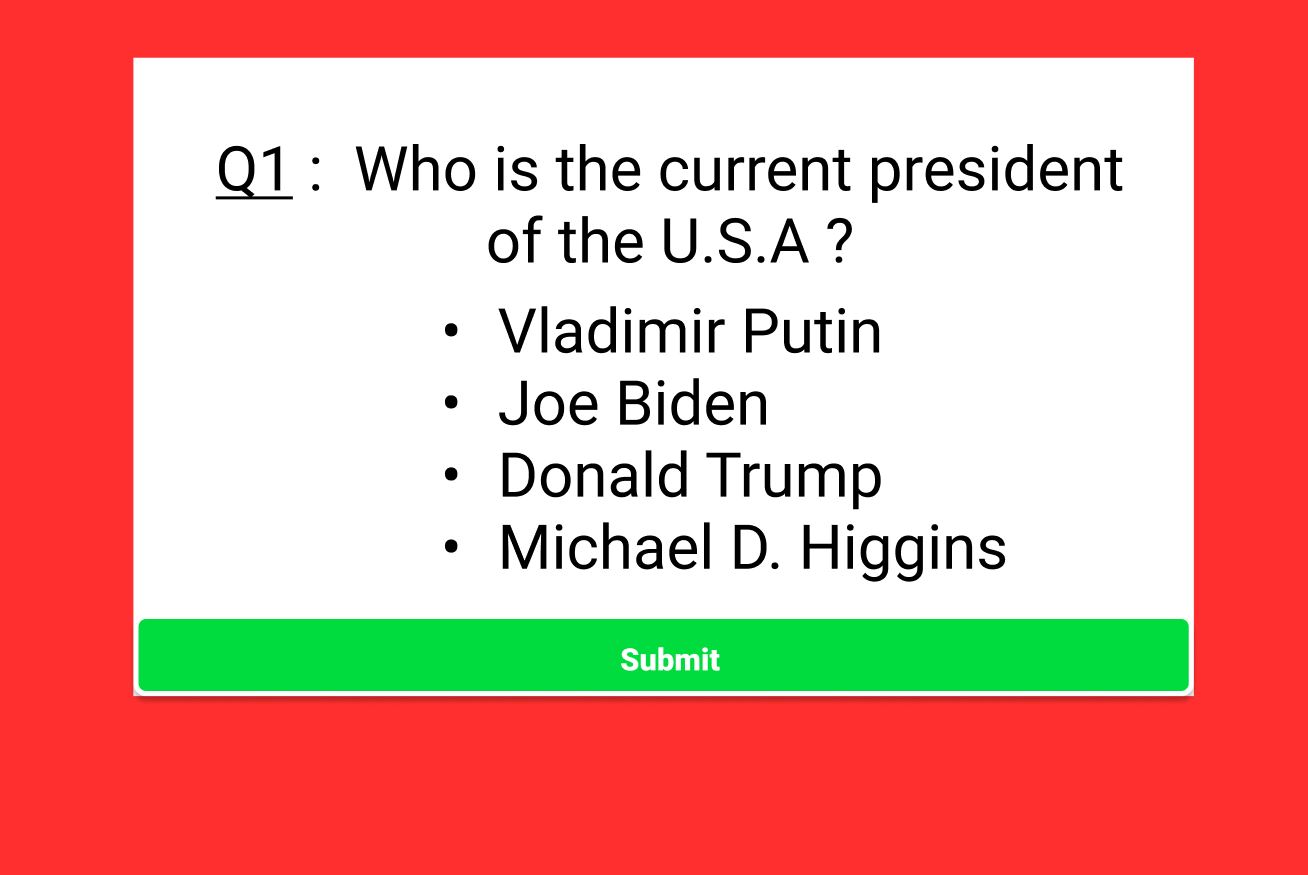 Q1 : Who is the current president
of the U.S.A ?
• Vladimir Putin
• Joe Biden
• Donald Trump
• Michael D. Higgins
Submit